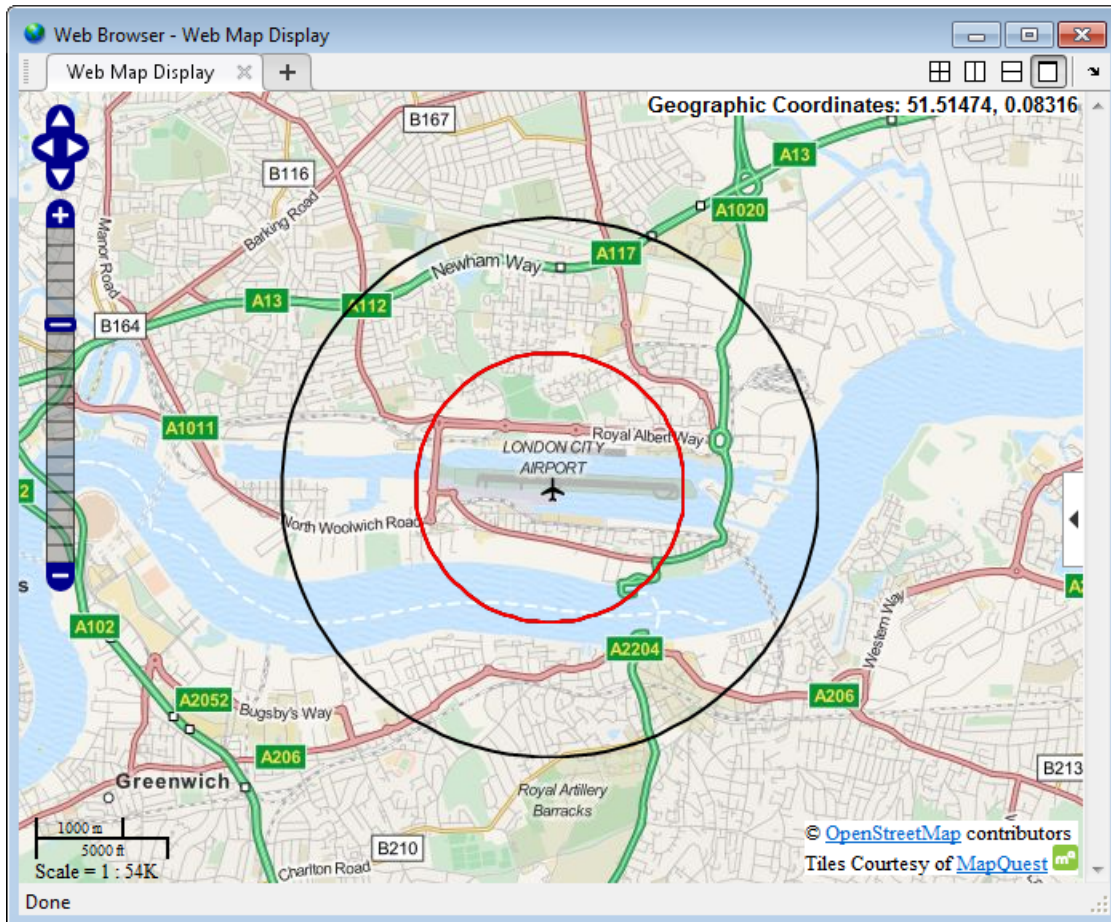 Web Browser - Web Map Display
Web Map Display
Geographic Coordinates: 51.51474, 0.08316
B167
A13
B116
A1020
Barking Road
Manor Road
A117
Newham Way
A13
A112
B164
A1011
Royal Albert Way
LONDON CITY
AIRPORT
2
North Woolwich Road
s
A102
A2204
Western Way
A206
A2052
Bugsby's Way
A206
B213
Greenwich
Royal Artillery
Barracks
1000 m
5000 ft
Scale = 1 : 54K
B210
Charlton Road
© OpenStreetMap contributors
Tiles Courtesy of MapQuest
Done